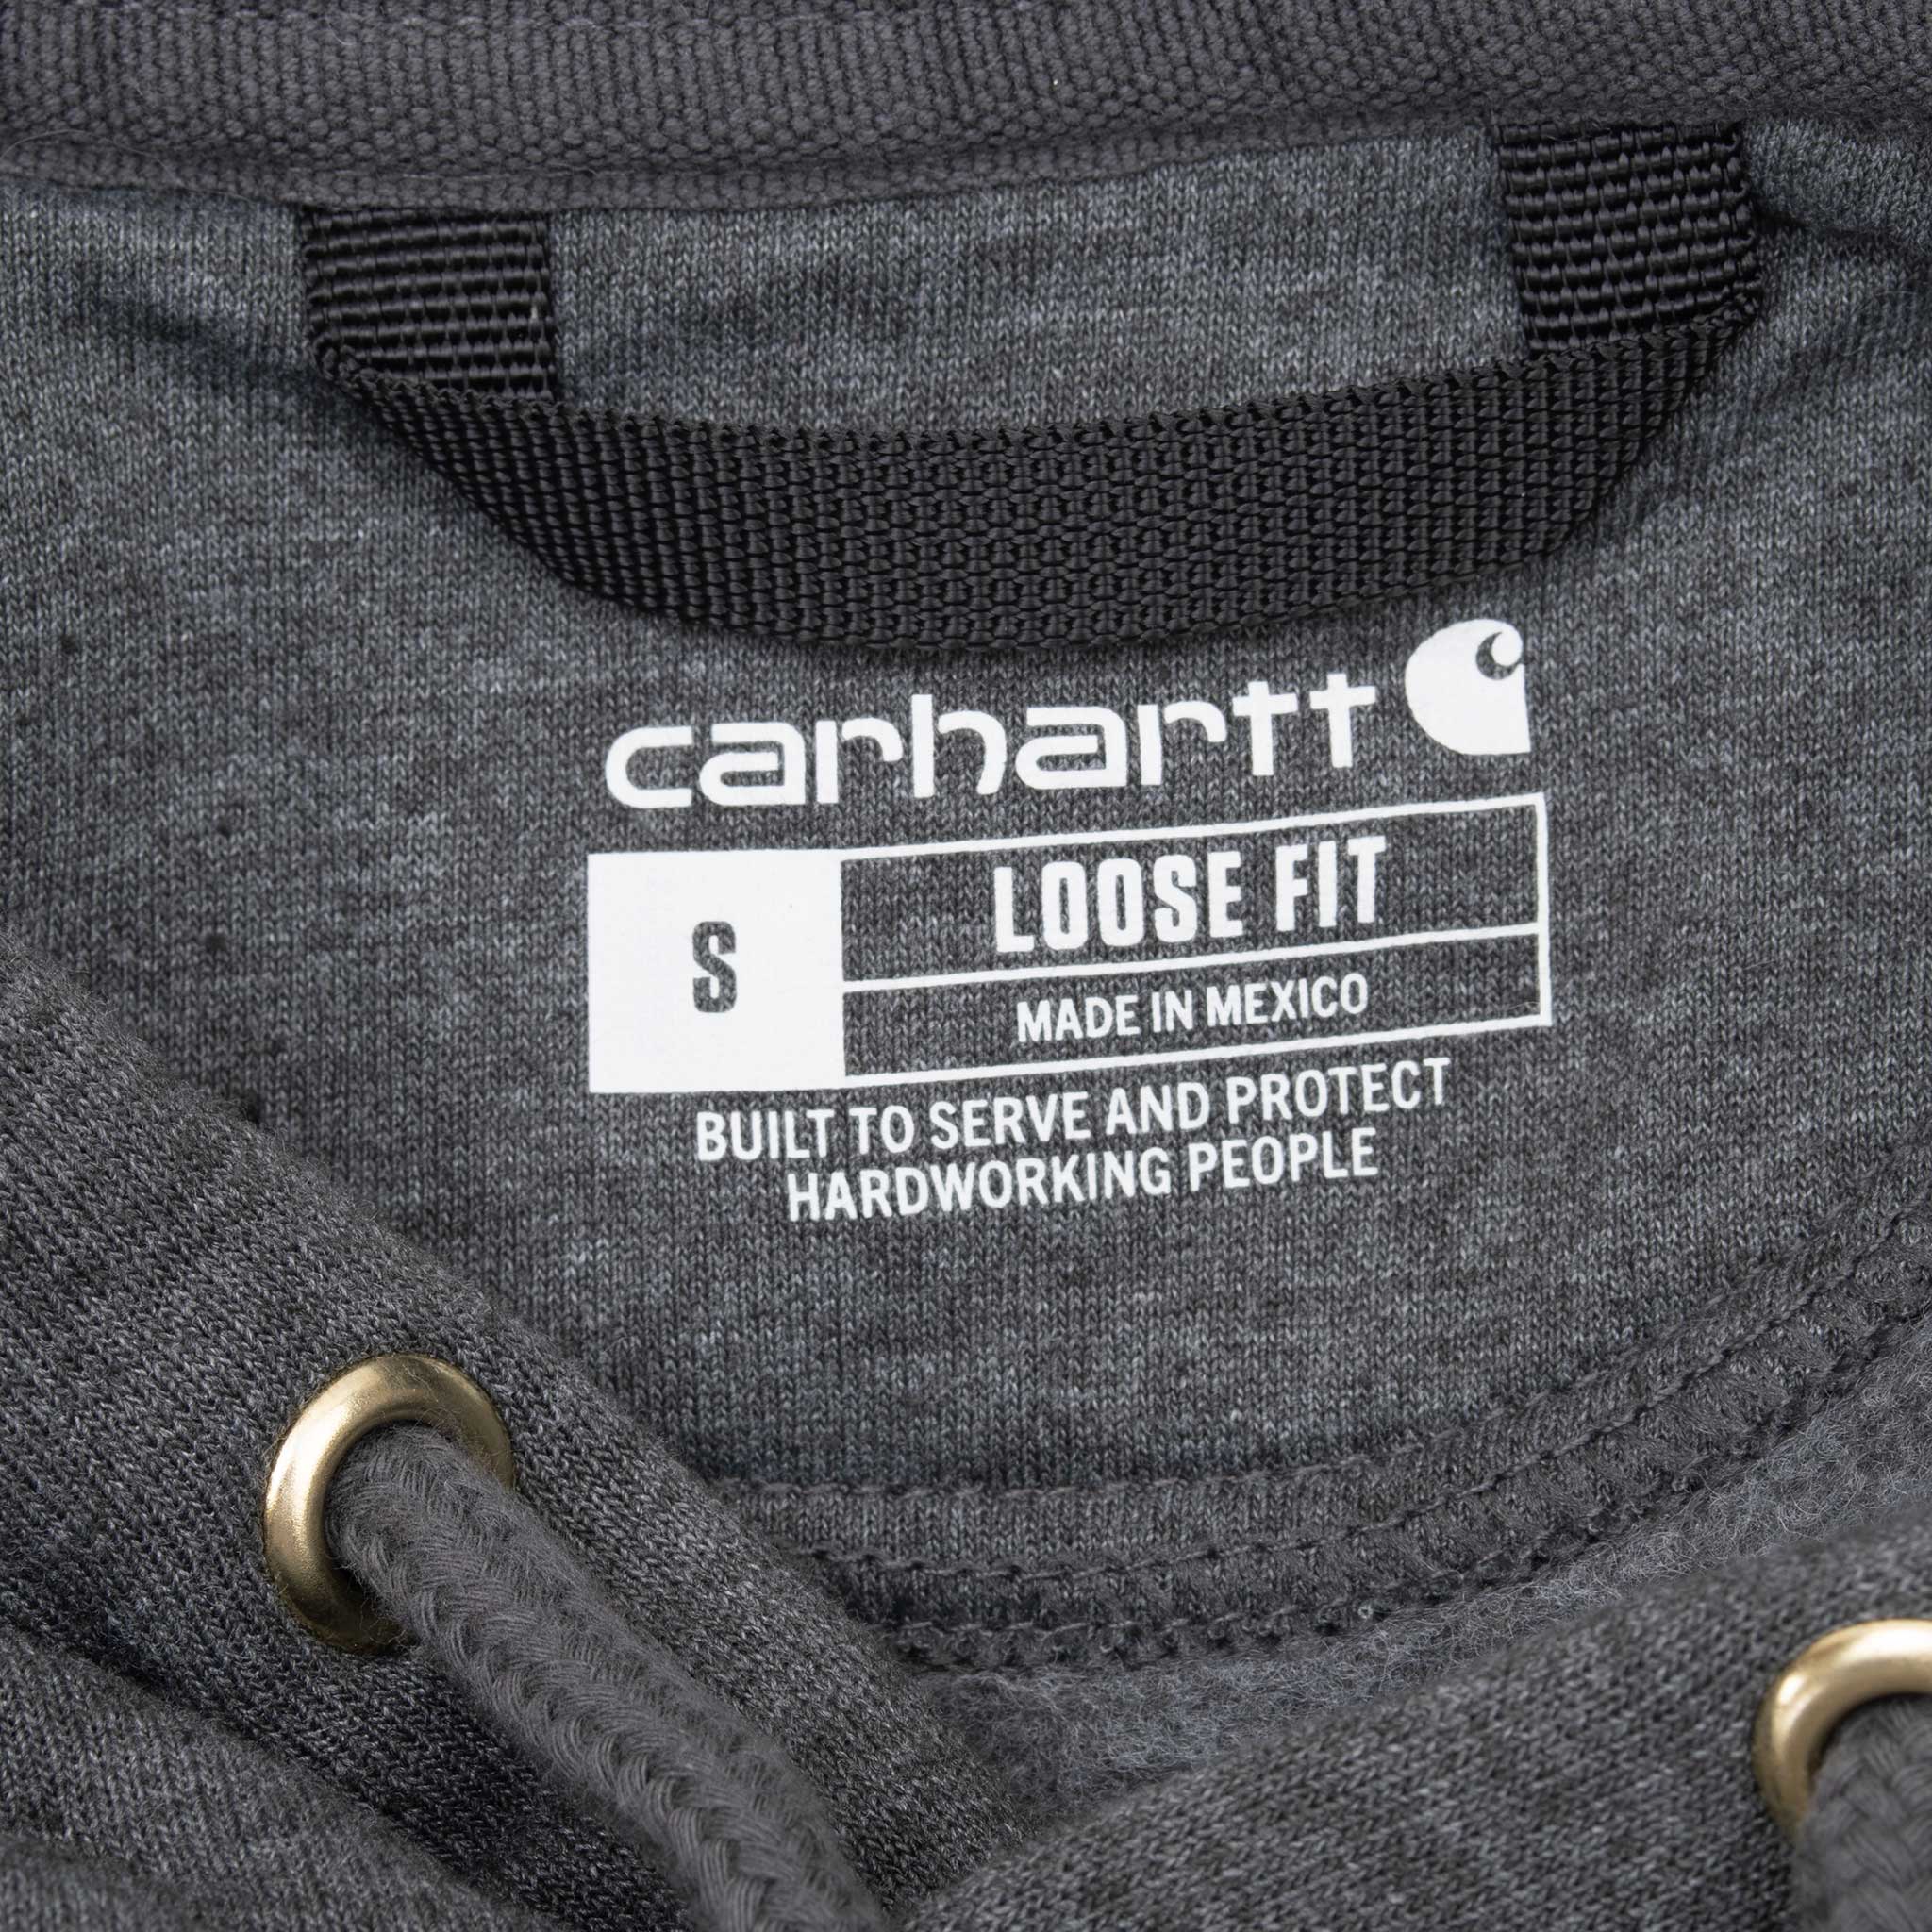 carhartt
S
LOOSE FIT
MADE IN MEXICO
BUILT TO SERVE AND PROTECT
HARDWORKING PEOPLE